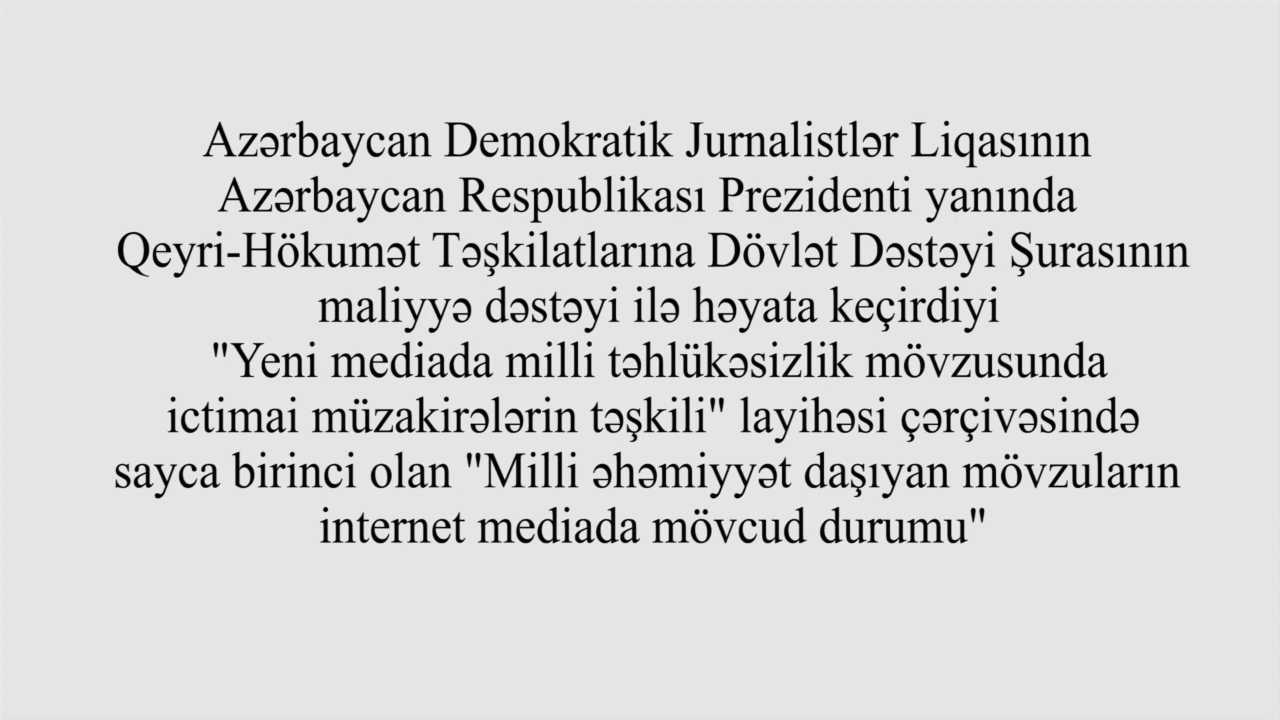 Azərbaycan Demokratik Jurnalistlər Liqasının
Azərbaycan Respublikası Prezidenti yanında
Qeyri-Hökumət Təşkilatlarına Dövlət Dəstəyi Şurasının
maliyyə dəstəyi ilə həyata keçirdiyi
"Yeni mediada milli təhlükəsizlik mövzusunda
ictimai müzakirələrin təşkili" layihəsi çərçivəsində
sayca birinci olan "Milli əhəmiyyət daşıyan mövzuların
internet mediada mövcud durumu"